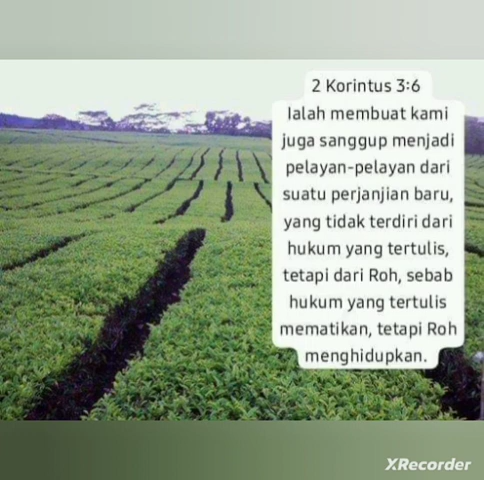 2 Korintus 3:6
Ialah membuat kami
juga sanggup menjadi
pelayan-pelayan dari
suatu perjanjian baru,
yang tidak terdiri dari
hukum yang tertulis,
tetapi dari Roh, sebab
hukum yang tertulis
mematikan, tetapi Roh
menghidupkan.
XRecorder